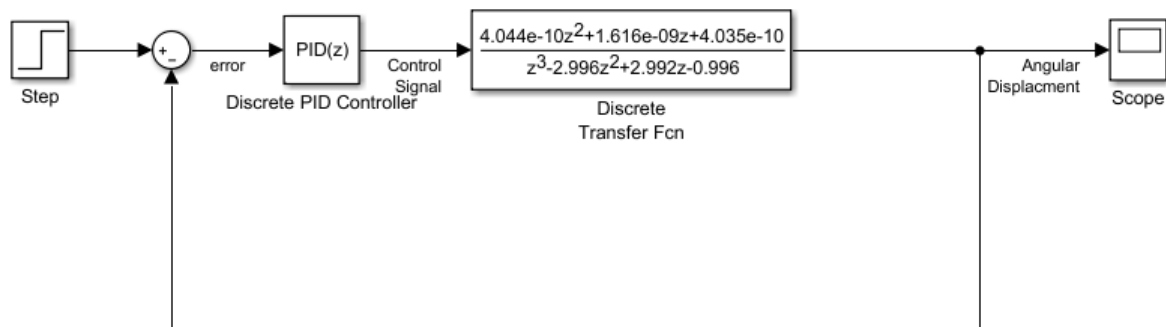 4.044e-10z²+1.616e-09z+4.035e-10
+
−
PID(z)
z³-2.996z²+2.992z-0.996
error
Control
Signal
Angular
Displacment
Step
Discrete PID Controller
Discrete
Transfer Fcn
Scope